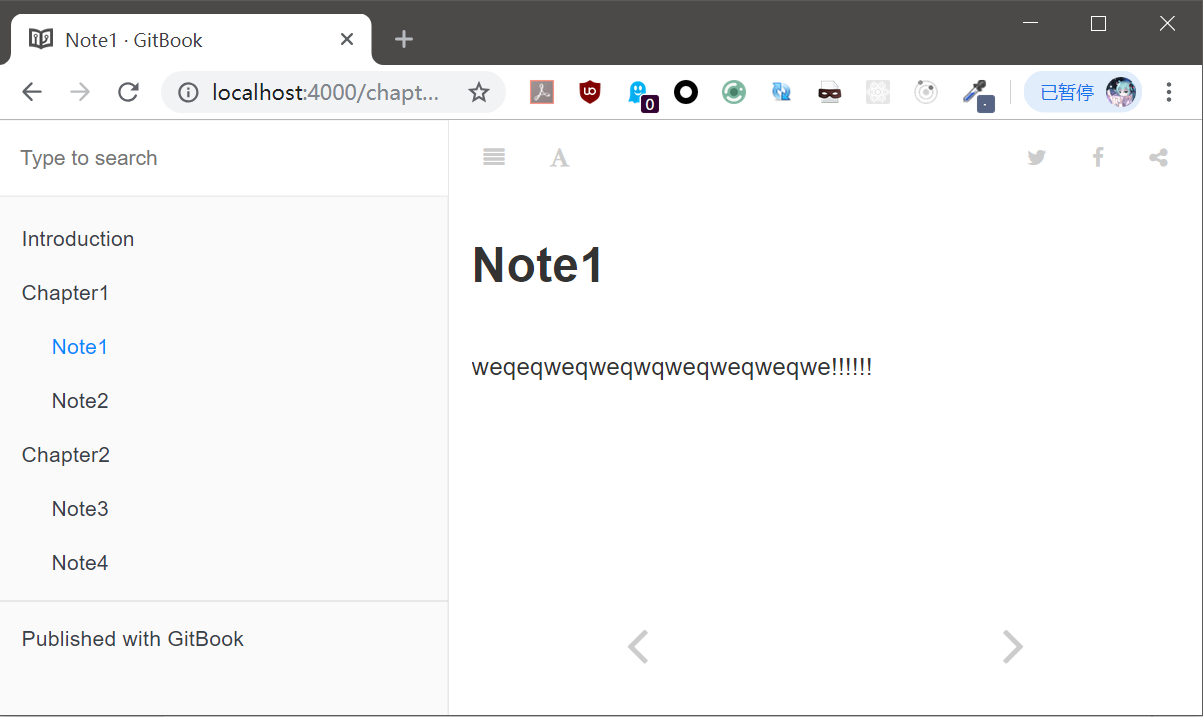 Note1 · GitBook
localhost:4000/chapt...
0
已暂停
Type to search
Introduction
Chapter1
Note1
Note2
Chapter2
Note3
Note4
Published with GitBook
Note1
weqeqweqweqwqweqweqweqwe!!!!!!